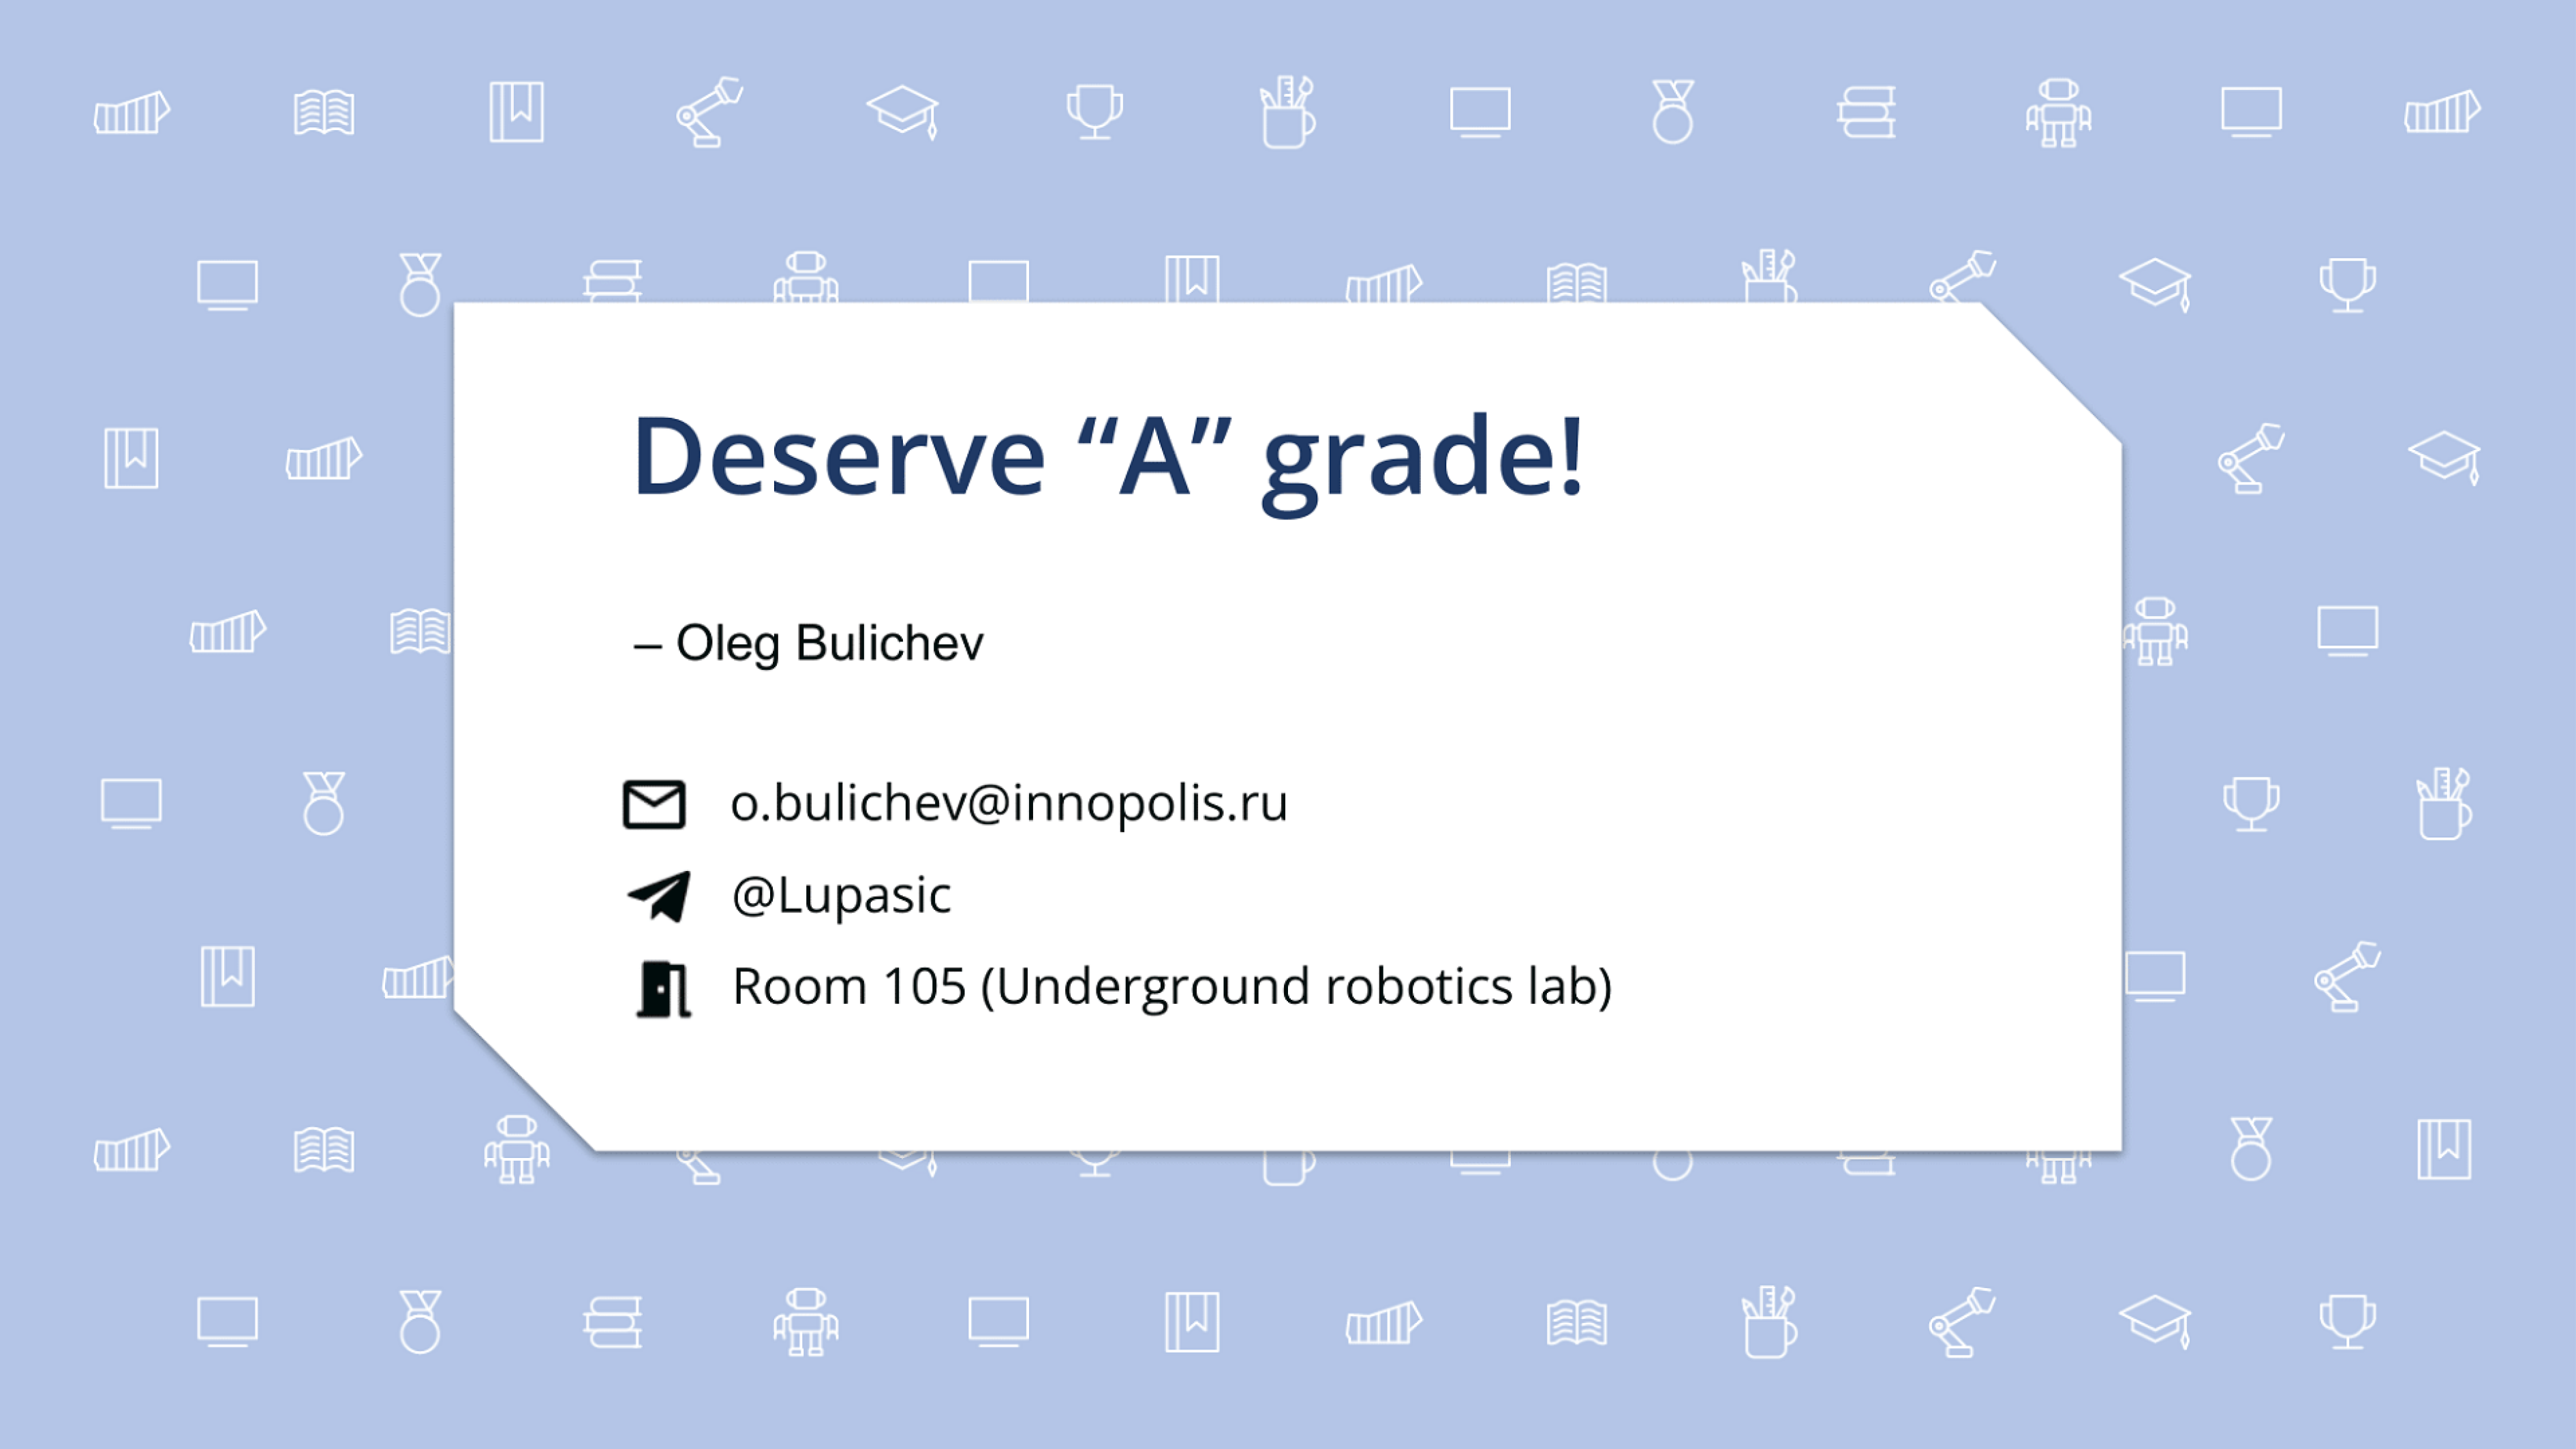 Deserve “A” grade!
– Oleg Bulichev
o.bulichev@innopolis.ru
@Lupasic
Room 105 (Underground robotics lab)